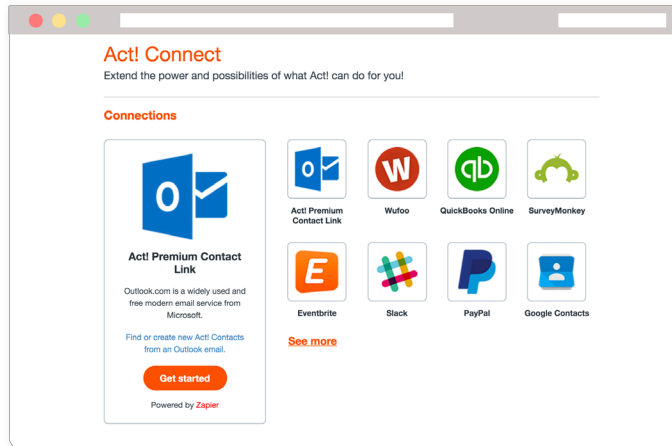 Act! Connect
Extend the power and possibilities of what Act! can do for you!
Connections
Act! Premium Contact
Link
Outlook.com is a widely used and
free modern email service from
Microsoft.
Find or create new Act! Contacts
from an Outlook email.
Get started
Powered by Zapier
Act! Premium
Contact Link
Wufoo
QuickBooks Online
SurveyMonkey
Eventbrite
Slack
PayPal
Google Contacts
See more